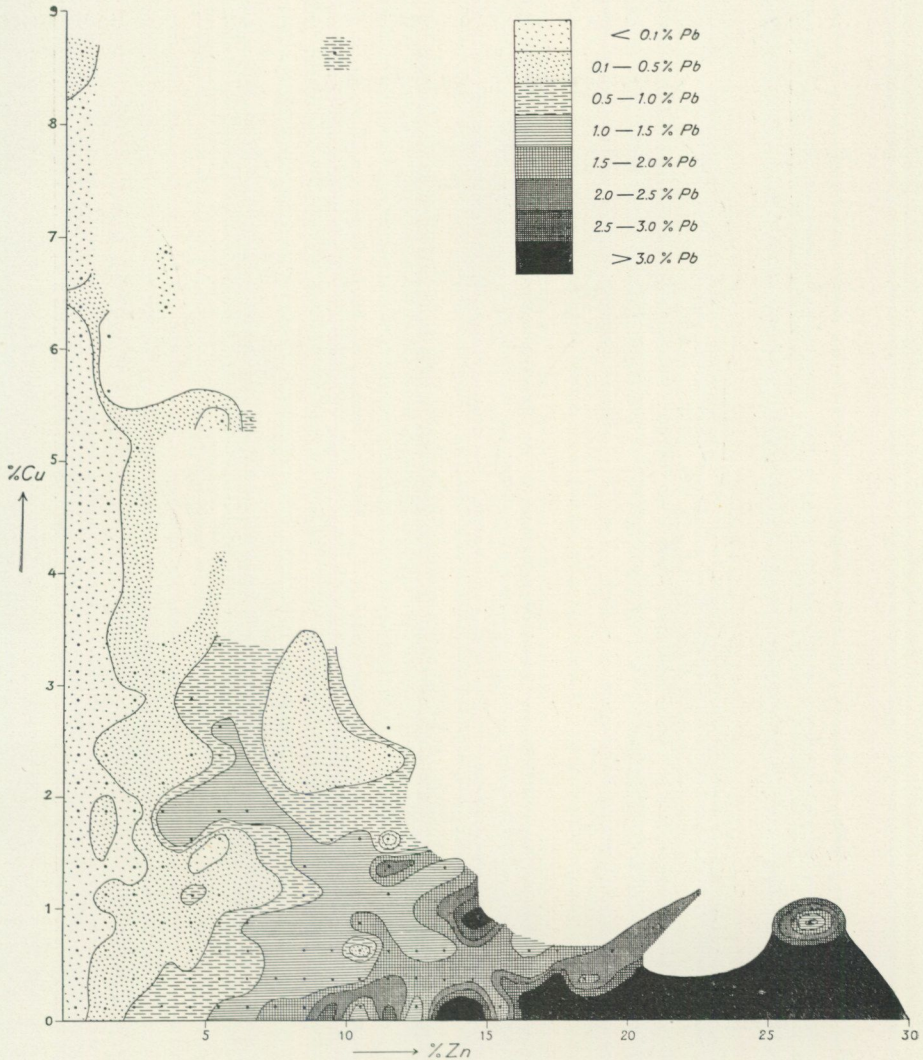 9
< 0.1 % Pb
0.1 — 0.5 % Pb
0.5 — 1.0 % Pb
1.0 — 1.5 % Pb
1.5 — 2.0 % Pb
2.0 — 2.5 % Pb
2.5 — 3.0 % Pb
> 3.0 % Pb
8
7
6
5
%Cu
4
3
2
1
0
5
10
15
20
25
30
% Zn